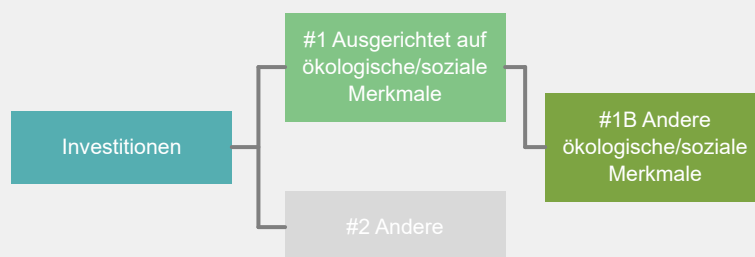 Investitionen
#1 Ausgerichtet auf
ökologische/soziale
Merkmale
#2 Andere
#1B Andere
ökologische/soziale
Merkmale